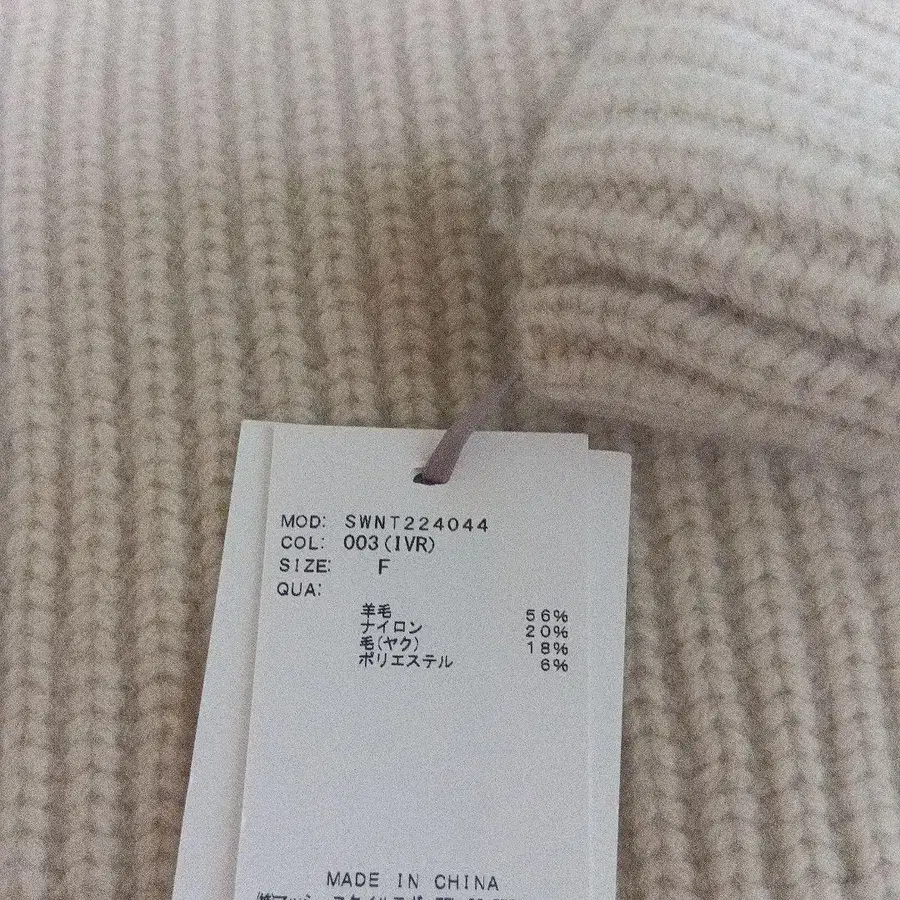 MOD: SWNT224044
COL: 003(IVR)
SIZE: F
QUA:
羊毛 56%
ナイロン 20%
毛(ヤク) 18%
ポリエステル 6%
MADE IN CHINA